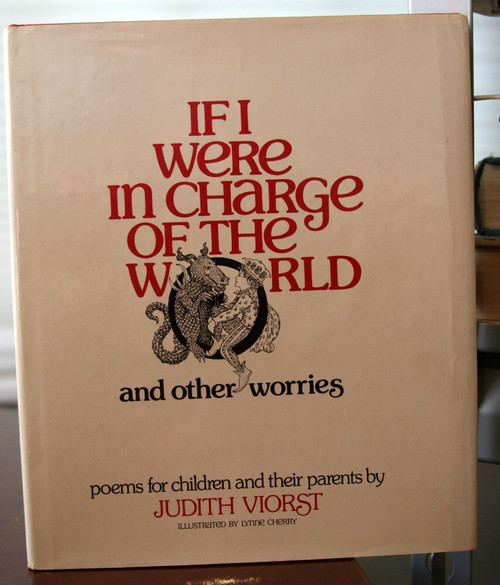 IF I
WERE
IN CHARGE
OF THE
WORLD
and other worries
poems for children and their parents by
JUDITH VIORST
ILLUSTRATED BY LYNNE CHERRY